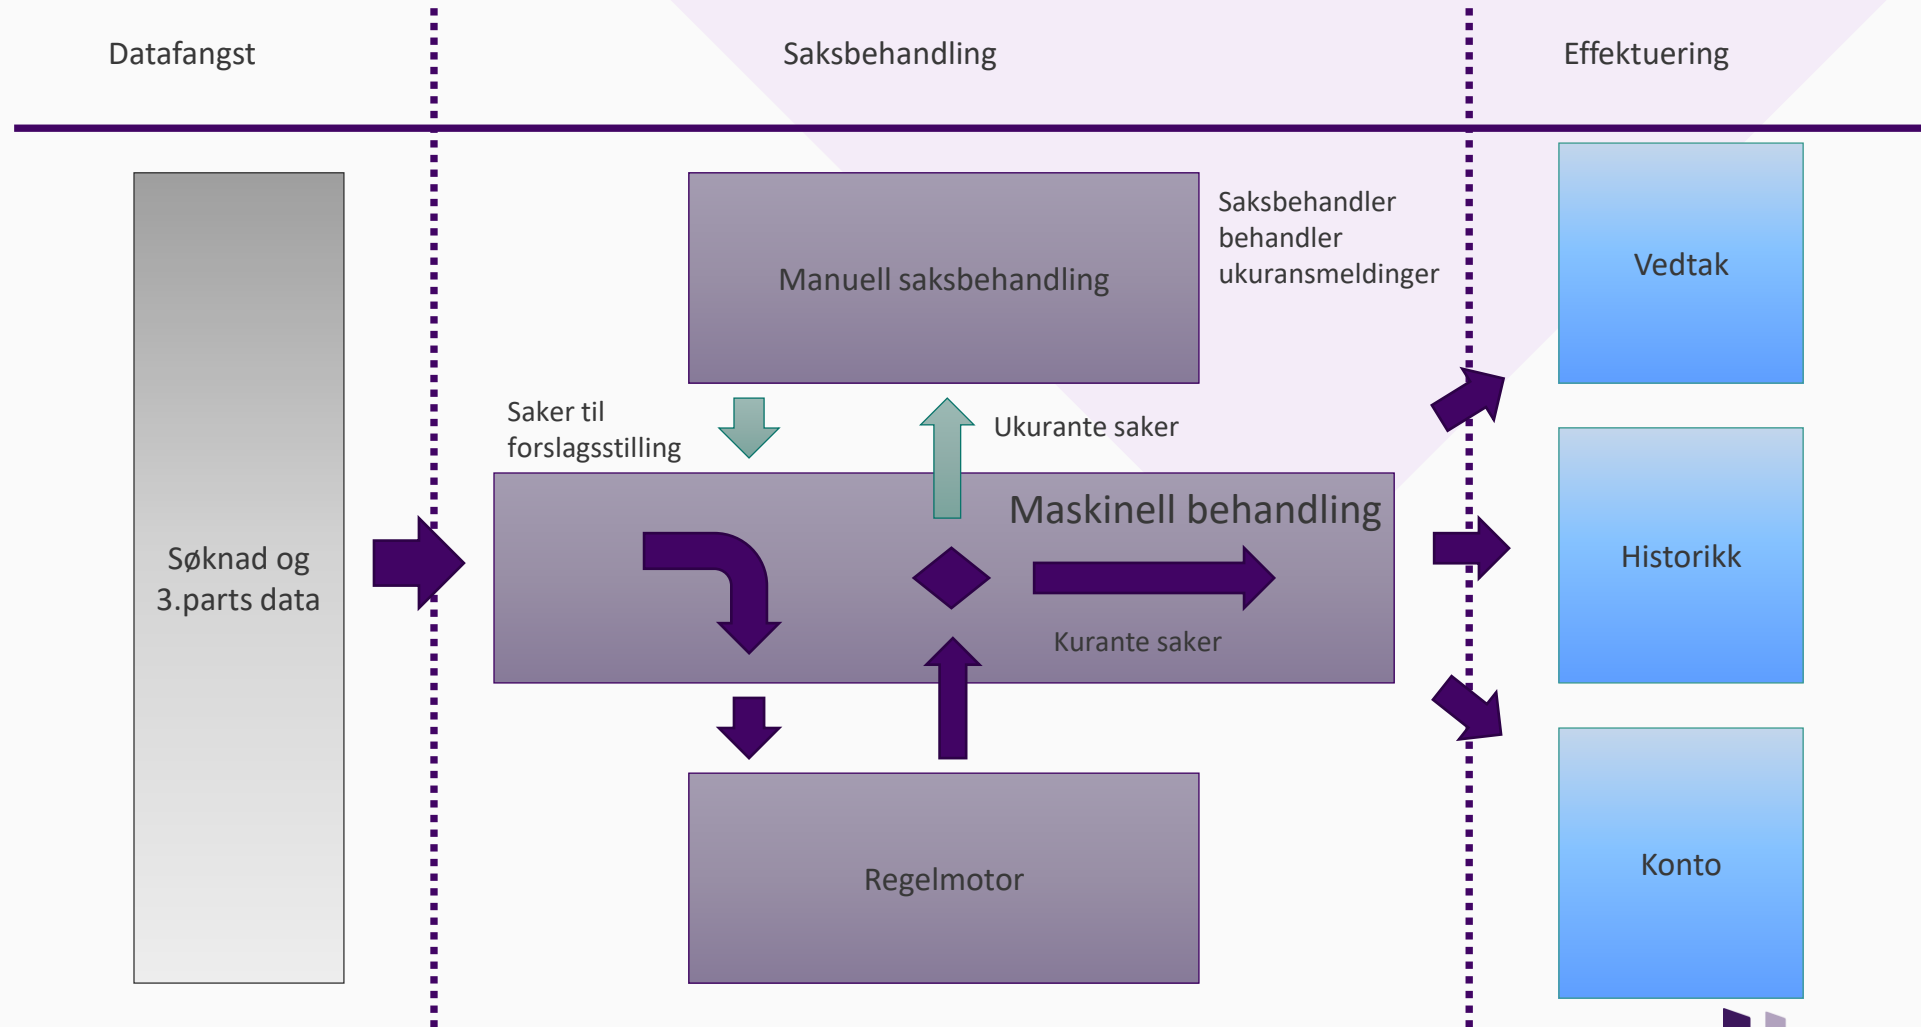 Datafangst
Saksbehandling
Effektuering
Søknad og
3.parts data
Manuell saksbehandling
Saksbehandler
behandler
ukuransmeldinger
Saker til
forslagsstilling
Ukurante saker
Maskinell behandling
Kurante saker
Regelmotor
Vedtak
Historikk
Konto